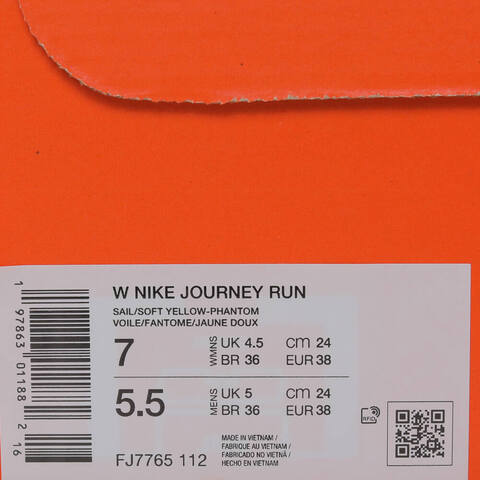 W NIKE JOURNEY RUN
SAIL/SOFT YELLOW-PHANTOM
VOILE/FANTOME/JAUNE DOUX
7 WMNS UK 4.5 cm 24
BR 36 EUR 38
5.5 MENS UK 5 cm 24
BR 36 EUR 38
RFID
FJ7765 112
MADE IN VIETNAM /
FABRIQUE AU VIETNAM /
FABRICADO NO VIETNÃ /
HECHO EN VIETNAM
1 97863 01188 2 16